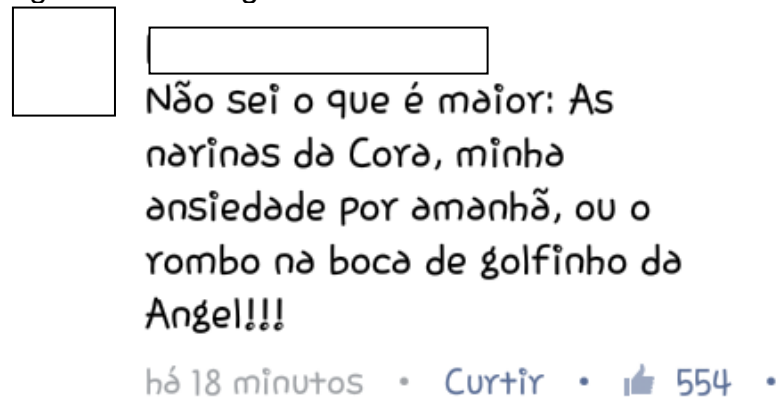 Não sei o que é maior: As
narinas da Cora, minha
ansiedade por amanhã, ou o
rombo na boca de golfinho da
Angel!!!
há 18 minutos • Curtir • 554 •